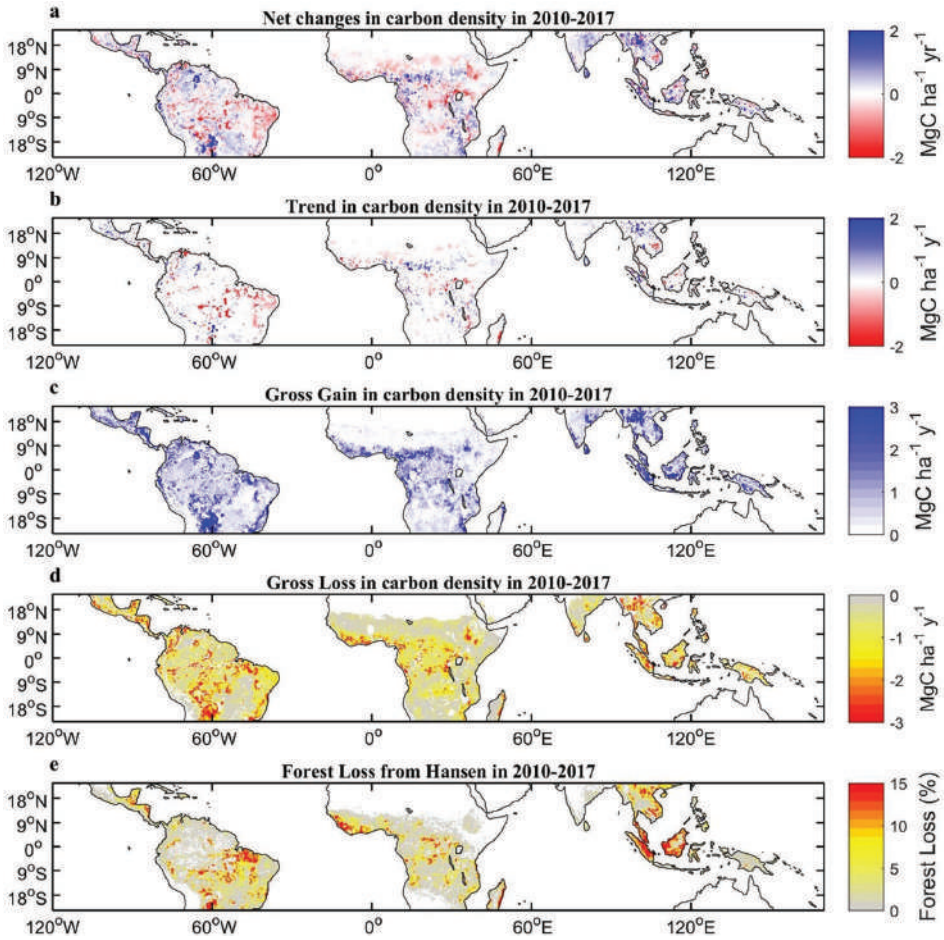 a
Net changes in carbon density in 2010-2017
18°N
9°N
0°
9°S
18°S
120°W 60°W 0° 60°E 120°E
2
0
-2
MgC ha⁻¹ yr⁻¹
b
Trend in carbon density in 2010-2017
18°N
9°N
0°
9°S
18°S
120°W 60°W 0° 60°E 120°E
2
0
-2
MgC ha⁻¹ y⁻¹
c
Gross Gain in carbon density in 2010-2017
18°N
9°N
0°
9°S
18°S
120°W 60°W 0° 60°E 120°E
3
2
1
0
MgC ha⁻¹ y⁻¹
d
Gross Loss in carbon density in 2010-2017
18°N
9°N
0°
9°S
18°S
120°W 60°W 0° 60°E 120°E
0
-1
-2
-3
MgC ha⁻¹ y⁻¹
e
Forest Loss from Hansen in 2010-2017
18°N
9°N
0°
9°S
18°S
120°W 60°W 0° 60°E 120°E
15
10
5
0
Forest Loss (%)